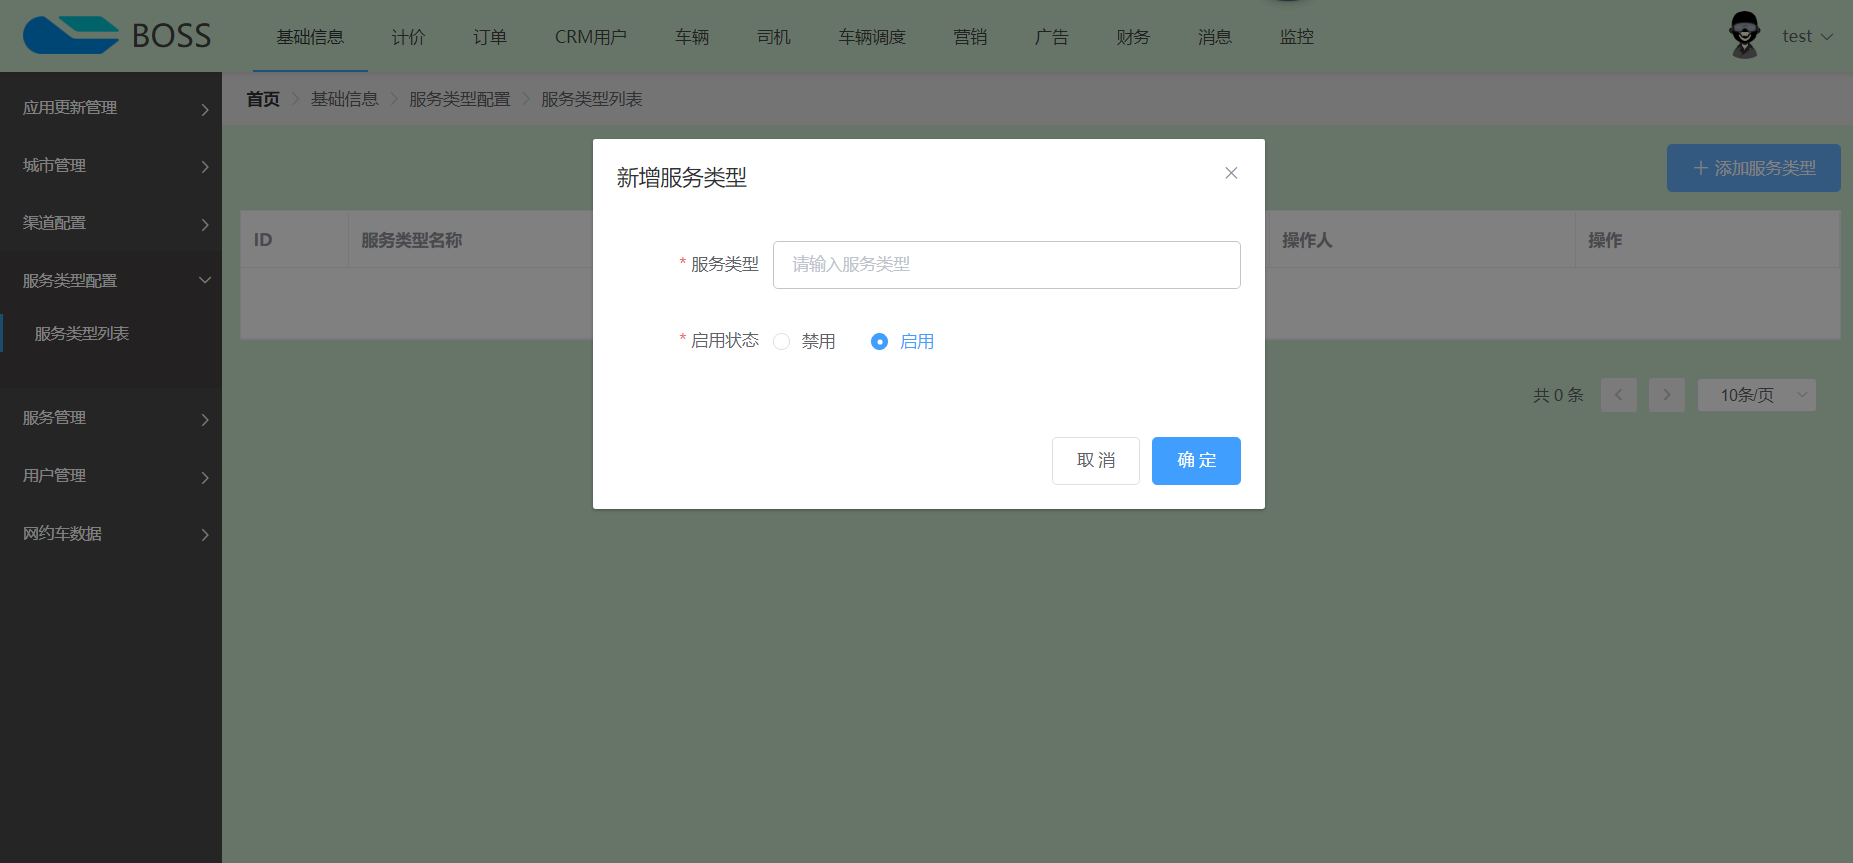 BOSS
基础信息 计价 订单 CRM用户 车辆 司机 车辆调度 营销 广告 财务 消息 监控
test
应用更新管理
城市管理
渠道配置
服务类型配置
服务类型列表
服务管理
用户管理
网约车数据
首页 基础信息 服务类型配置 服务类型列表
+ 添加服务类型
ID 服务类型名称 操作人 操作
共 0 条 10条/页
新增服务类型
* 服务类型 请输入服务类型
* 启用状态 禁用 启用
取 消 确 定